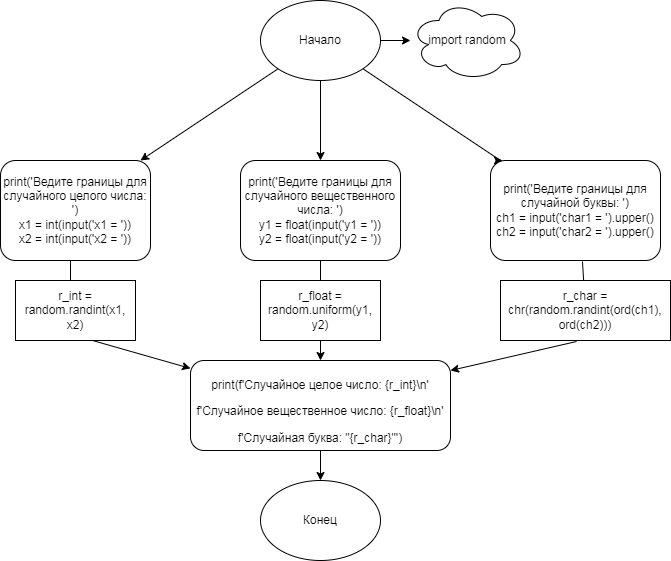 Начало
import random
print('Ведите границы для
случайного целого числа:
')
x1 = int(input('x1 = '))
x2 = int(input('x2 = '))
print('Ведите границы для
случайного вещественного
числа: ')
y1 = float(input('y1 = '))
y2 = float(input('y2 = '))
print('Ведите границы для
случайной буквы: ')
ch1 = input('char1 = ').upper()
ch2 = input('char2 = ').upper()
r_int =
random.randint(x1,
x2)
r_float =
random.uniform(y1,
y2)
r_char =
chr(random.randint(ord(ch1),
ord(ch2)))
print(f'Случайное целое число: {r_int}\n'
f'Случайное вещественное число: {r_float}\n'
f'Случайная буква: "{r_char}"')
Конец